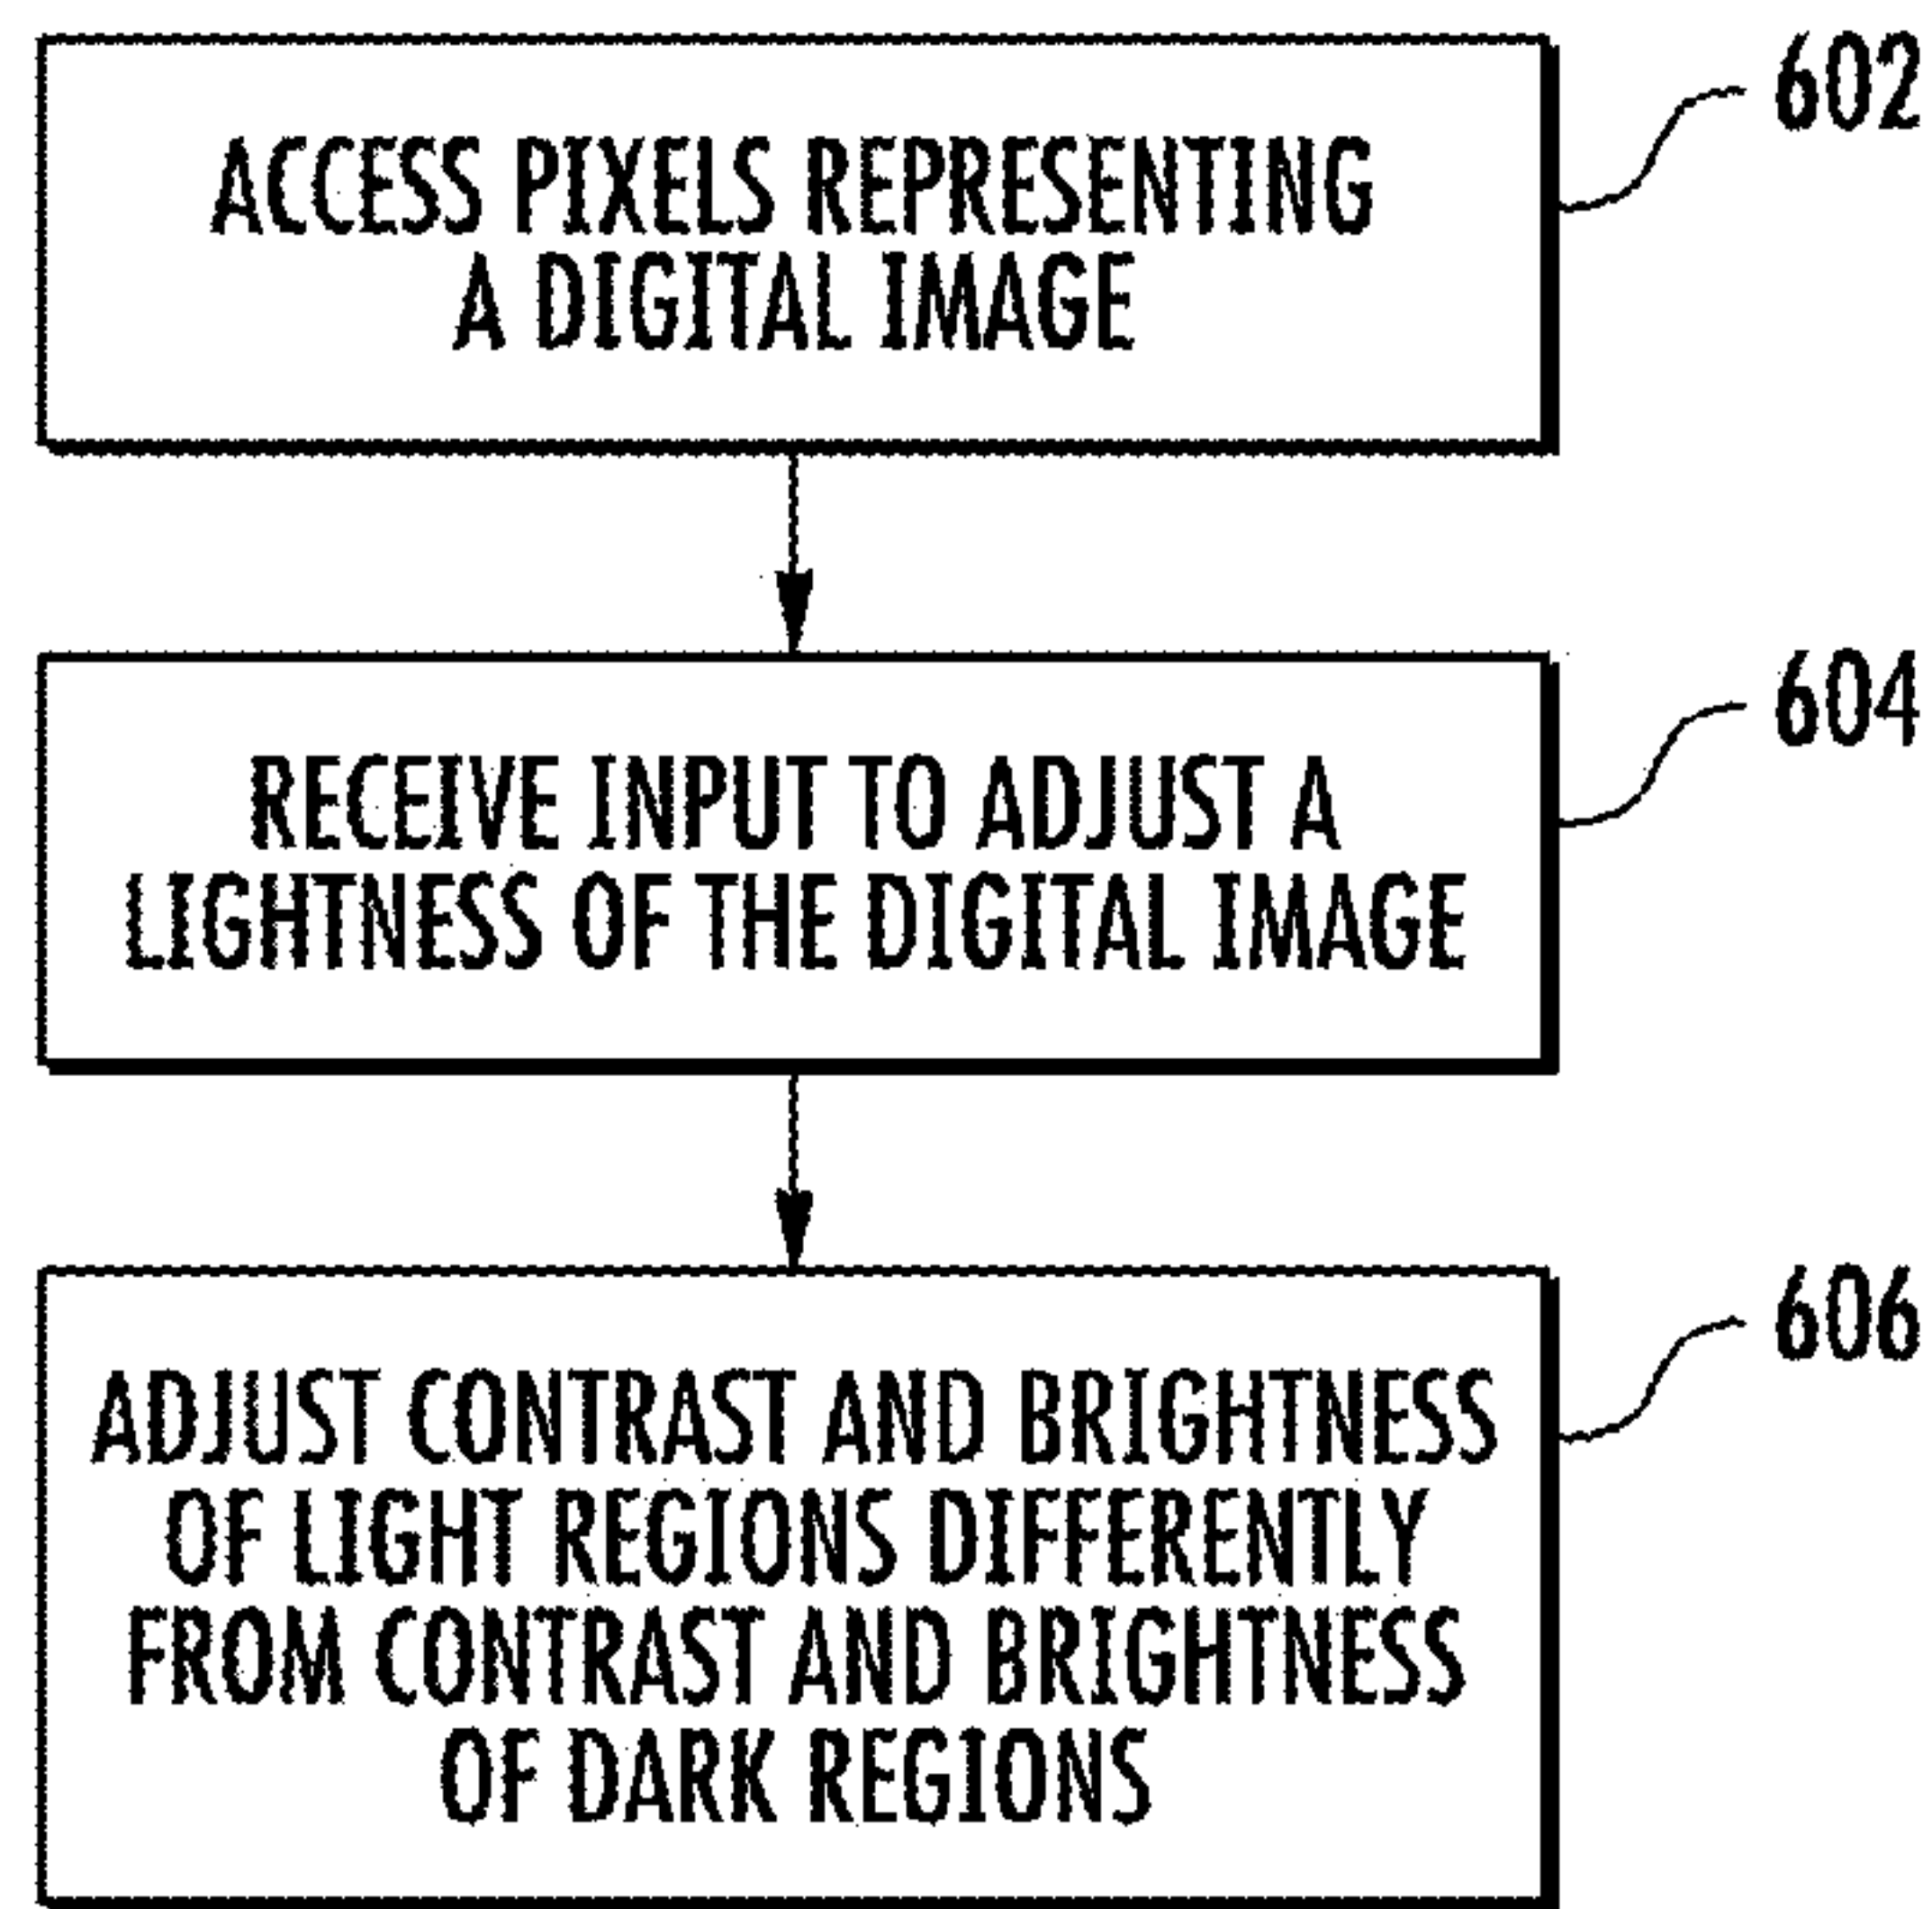 602
ACCESS PIXELS REPRESENTING
A DIGITAL IMAGE
604
RECEIVE INPUT TO ADJUST A
LIGHTNESS OF THE DIGITAL IMAGE
606
ADJUST CONTRAST AND BRIGHTNESS
OF LIGHT REGIONS DIFFERENTLY
FROM CONTRAST AND BRIGHTNESS
OF DARK REGIONS